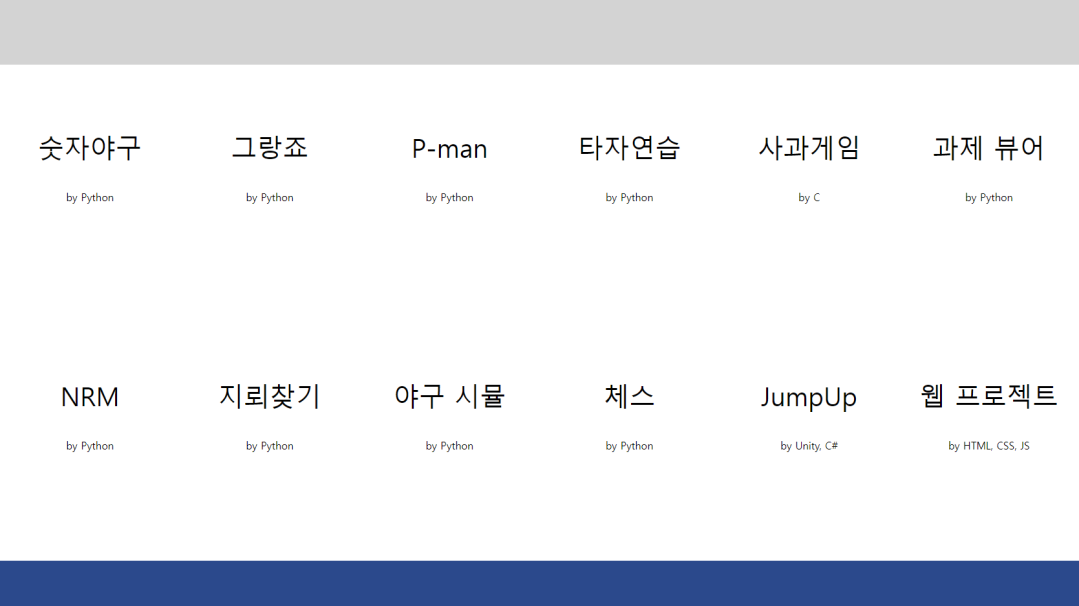 숫자야구 그랑죠 P-man 타자연습 사과게임 과제 뷰어
by Python by Python by Python by Python by C by Python
NRM 지뢰찾기 야구 시뮬 체스 JumpUp 웹 프로젝트
by Python by Python by Python by Python by Unity, C# by HTML, CSS, JS